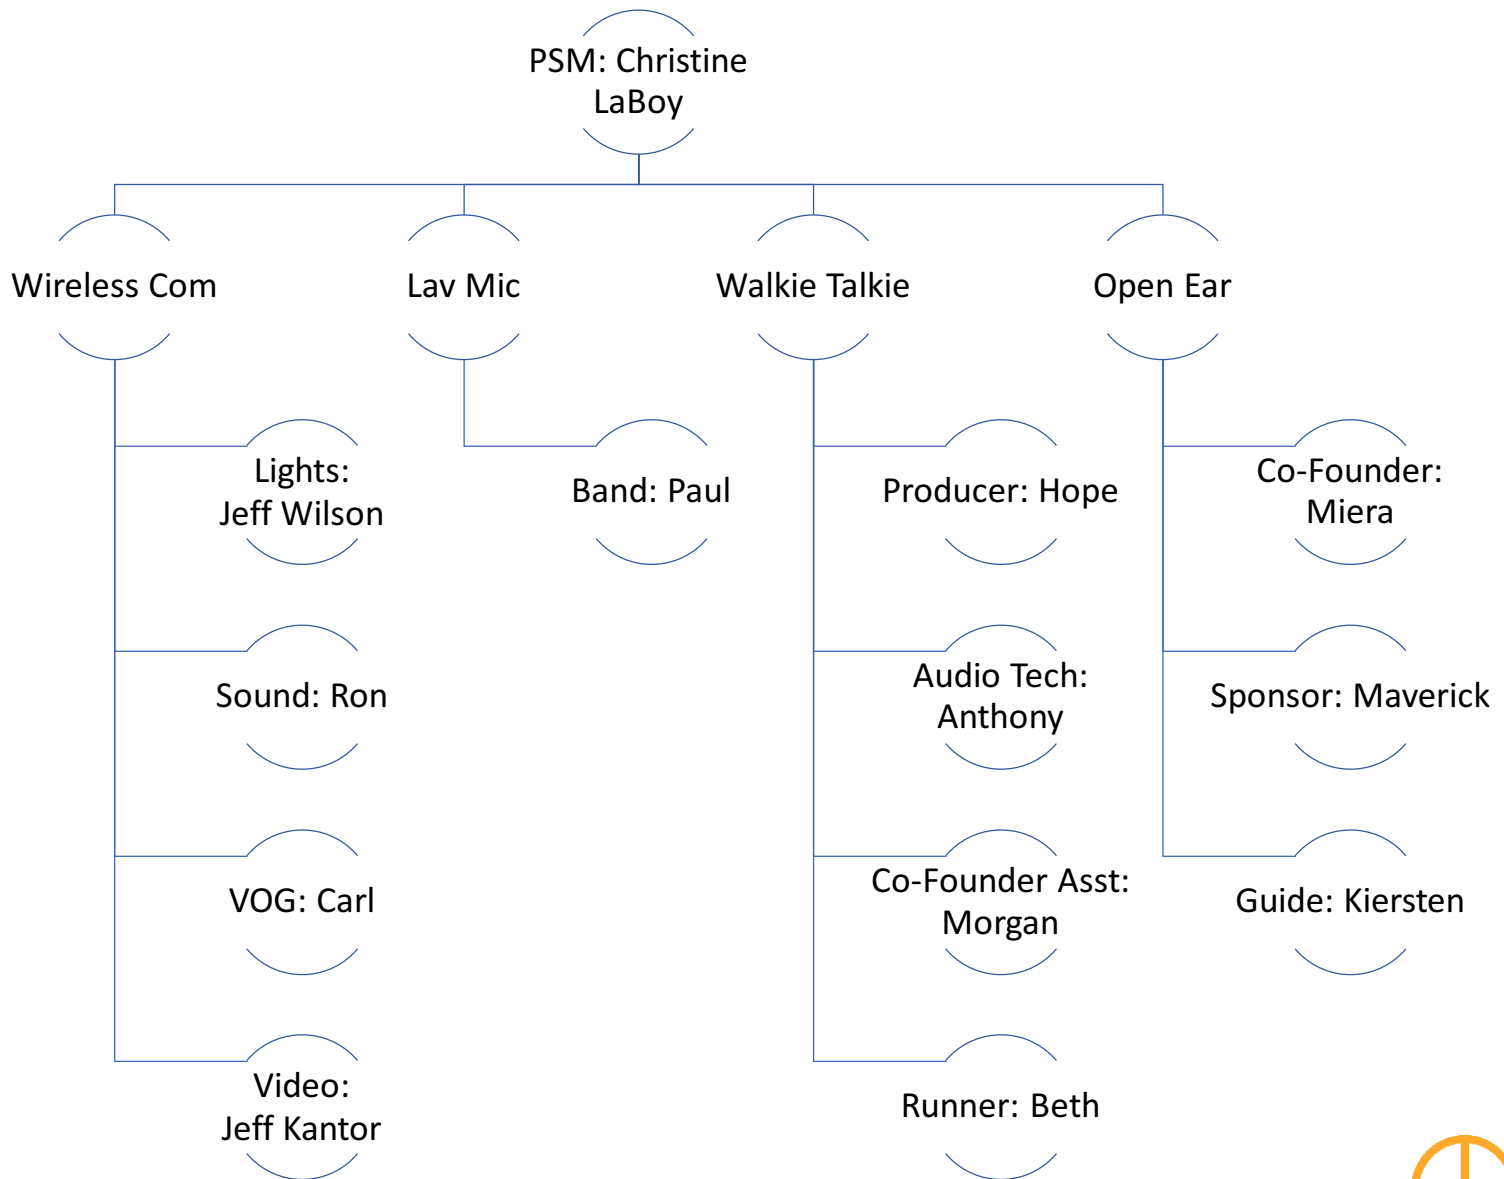 PSM: Christine
LaBoy
Wireless Com
Lav Mic
Walkie Talkie
Open Ear
Lights:
Jeff Wilson
Band: Paul
Producer: Hope
Co-Founder:
Miera
Sound: Ron
Audio Tech:
Anthony
Sponsor: Maverick
VOG: Carl
Co-Founder Asst:
Morgan
Guide: Kiersten
Video:
Jeff Kantor
Runner: Beth